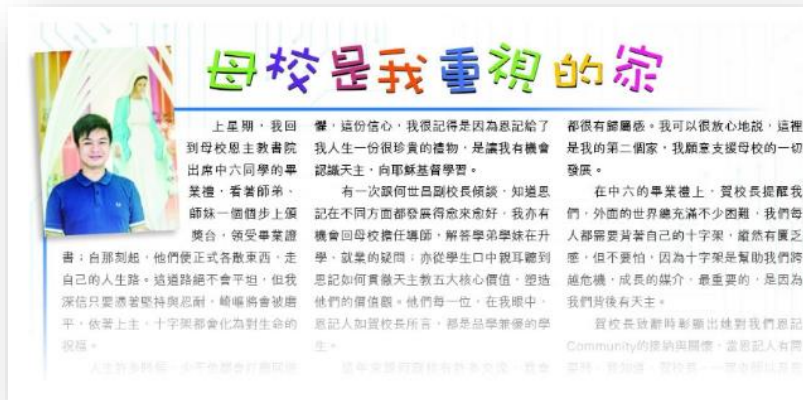 母校是我重視的家
上星期，我回
到母校恩主教書院
出席中六同學的畢
業禮，看著師弟、
師妹一個個步上頒
獎台，領受畢業證
書；自那刻起，他們便正式各散東西，走
自己的人生路。這道路絕不會平坦，但我
深信只要憑著堅持與忍耐，崎嶇將會被磨
平，依著上主，十字架都會化為對生命的
祝福。
懼，這份信心，我很記得是因為恩記給了
我人生一份很珍貴的禮物，是讓我有機會
認識天主，向耶穌基督學習。
有一次跟何世昌副校長傾談，知道恩
記在不同方面都發展得愈來愈好，我亦有
機會回母校擔任導師，解答學弟學妹在升
學、就業的疑問；亦從學生口中親耳聽到
恩記如何貫徹天主教五大核心價值，塑造
他們的價值觀。他們每一位，在我眼中，
恩記人如賀校長所言，都是品學兼優的學
生。
都很有歸屬感。我可以很放心地說，這裡
是我的第二個家，我願意支援母校的一切
發展。
在中六的畢業禮上，賀校長提醒我
們，外面的世界總充滿不少困難，我們每
人都需要背著自己的十字架，縱然有匱乏
感，但不要怕，因為十字架是幫助我們跨
越危機，成長的媒介，最重要的，是因為
我們背後有天主。
賀校長致辭時彰顯出她對我們恩記
Community的接納與關懷，當恩記人有問